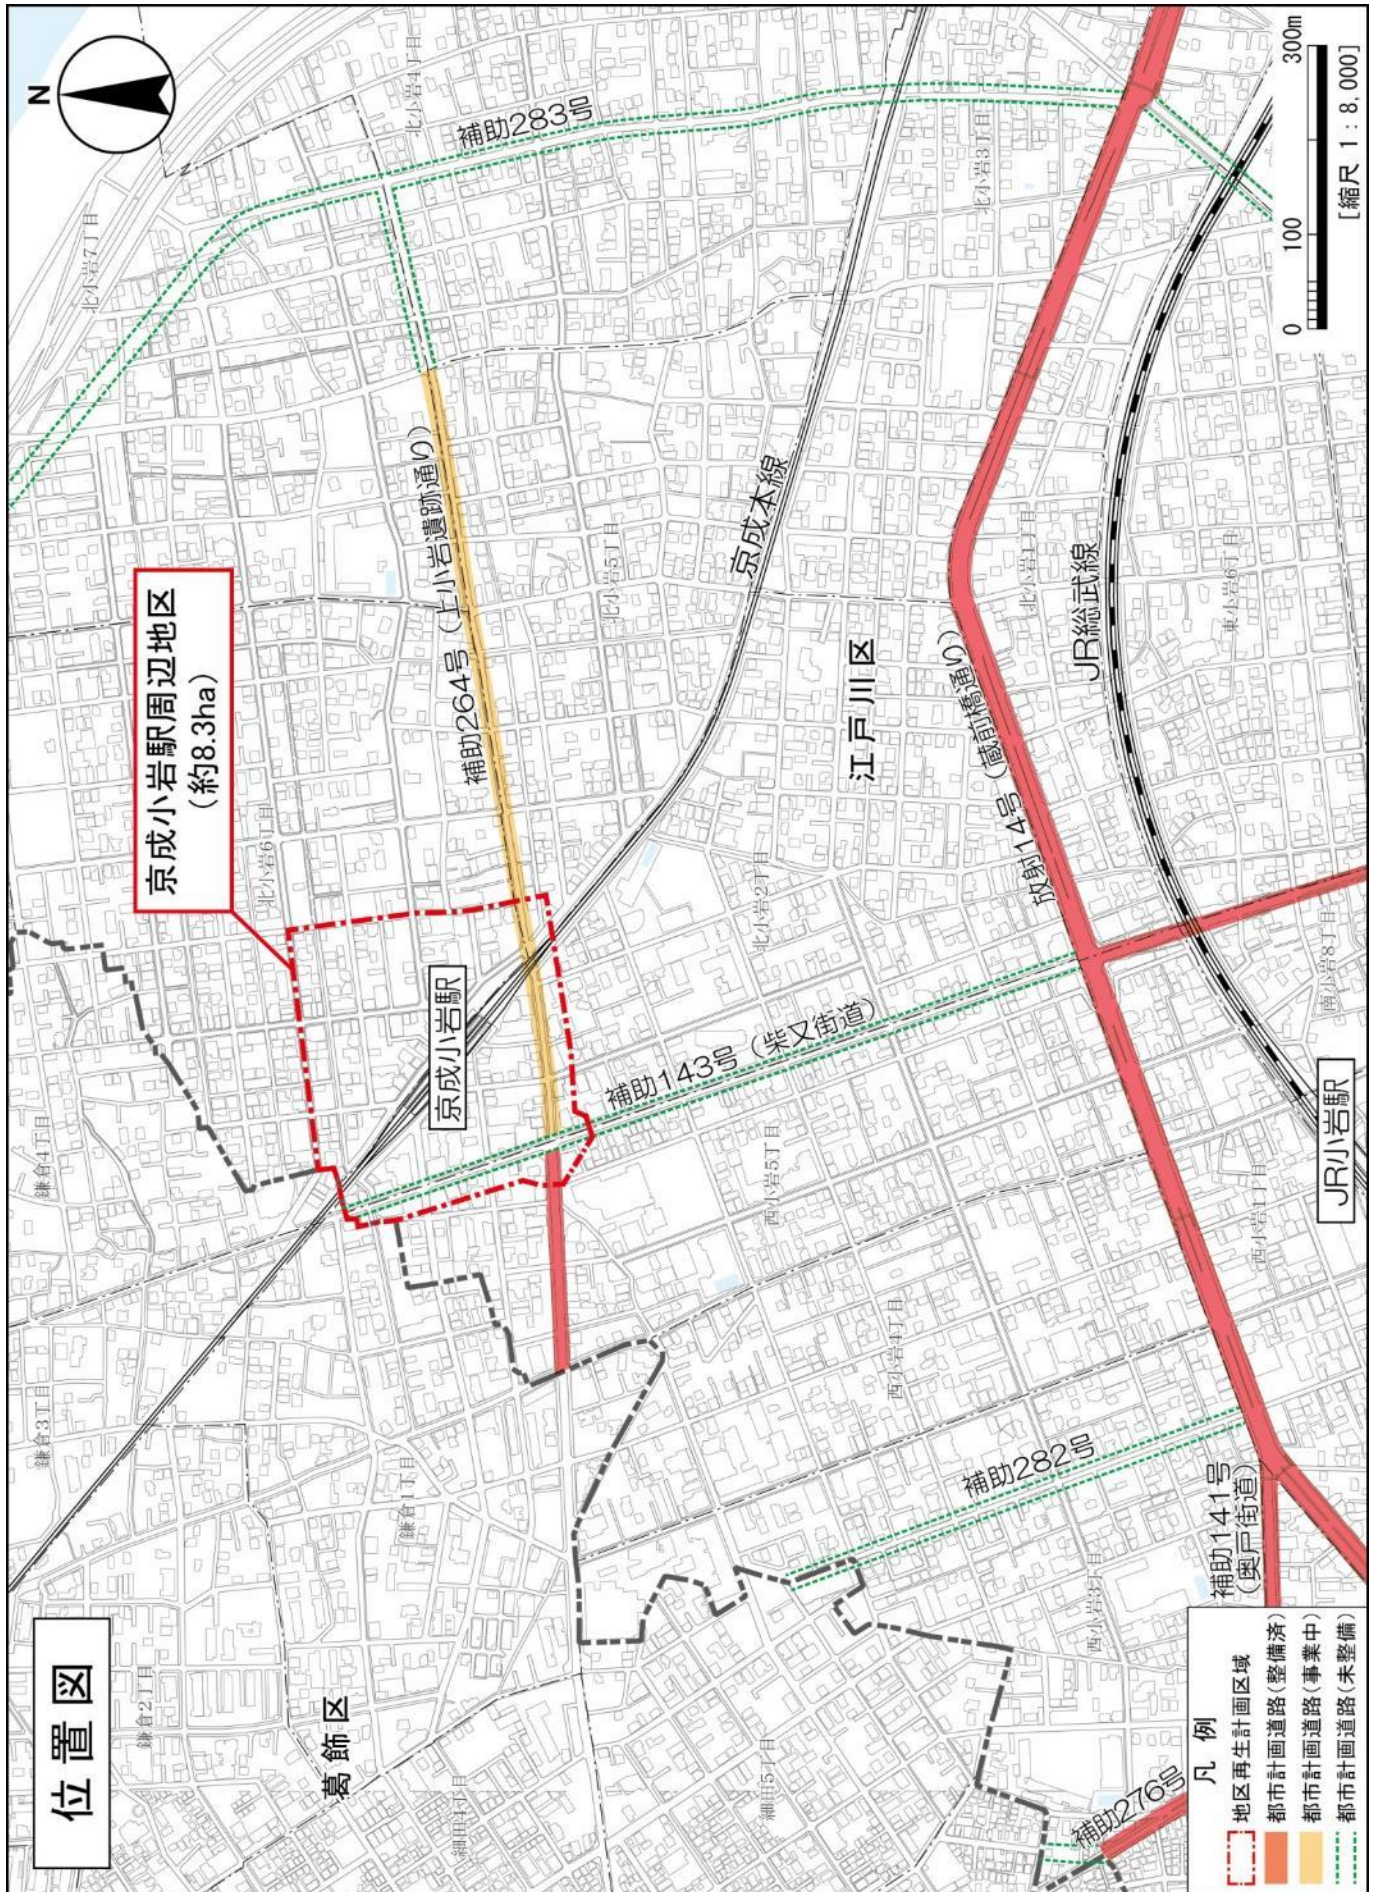 位置図
N
京成小岩駅周辺地区
（約8.3ha）
北小岩7丁目
北小岩4丁目
補助283号
鎌倉4丁目
北小岩6丁目
補助264号（上小岩遺跡通り）
北小岩5丁目
北小岩3丁目
鎌倉3丁目
京成小岩駅
京成本線
鎌倉2丁目
鎌倉1丁目
葛飾区
江戸川区
北小岩2丁目
北小岩1丁目
補助143号（柴又街道）
放射14号（蔵前橋通り）
JR総武線
東小岩6丁目
西小岩5丁目
細田4丁目
西小岩4丁目
細田5丁目
補助282号
南小岩8丁目
西小岩1丁目
JR小岩駅
西小岩3丁目
補助141号
（奥戸街道）
補助276号
凡例
地区再生計画区域
都市計画道路（整備済）
都市計画道路（事業中）
都市計画道路（未整備）
0 100 300m
［縮尺 1：8,000］